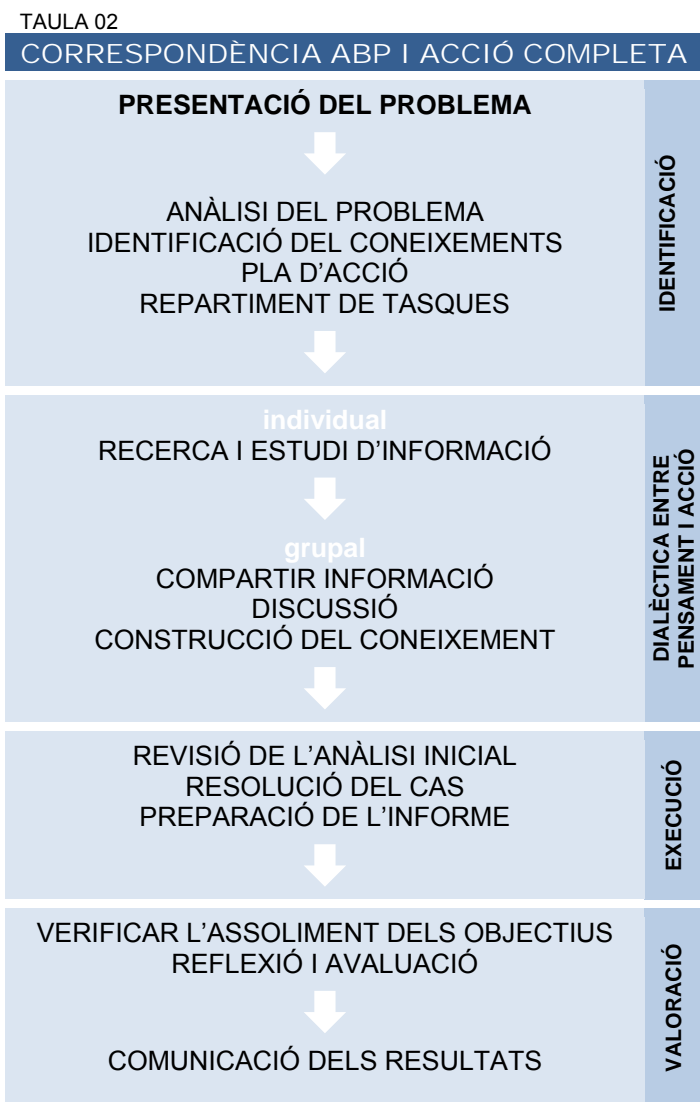 TAULA 02
CORRESPONDÈNCIA ABP I ACCIÓ COMPLETA
PRESENTACIÓ DEL PROBLEMA
ANÀLISI DEL PROBLEMA
IDENTIFICACIÓ DEL CONEIXEMENTS
PLA D’ACCIÓ
REPARTIMENT DE TASQUES
IDENTIFICACIÓ
individual
RECERCA I ESTUDI D’INFORMACIÓ
grupal
COMPARTIR INFORMACIÓ
DISCUSSIÓ
CONSTRUCCIÓ DEL CONEIXEMENT
DIALÈCTICA ENTRE
PENSAMENT I ACCIÓ
REVISIÓ DE L’ANÀLISI INICIAL
RESOLUCIÓ DEL CAS
PREPARACIÓ DE L’INFORME
EXECUCIÓ
VERIFICAR L’ASSOLIMENT DELS OBJECTIUS
REFLEXIÓ I AVALUACIÓ
COMUNICACIÓ DELS RESULTATS
VALORACIÓ